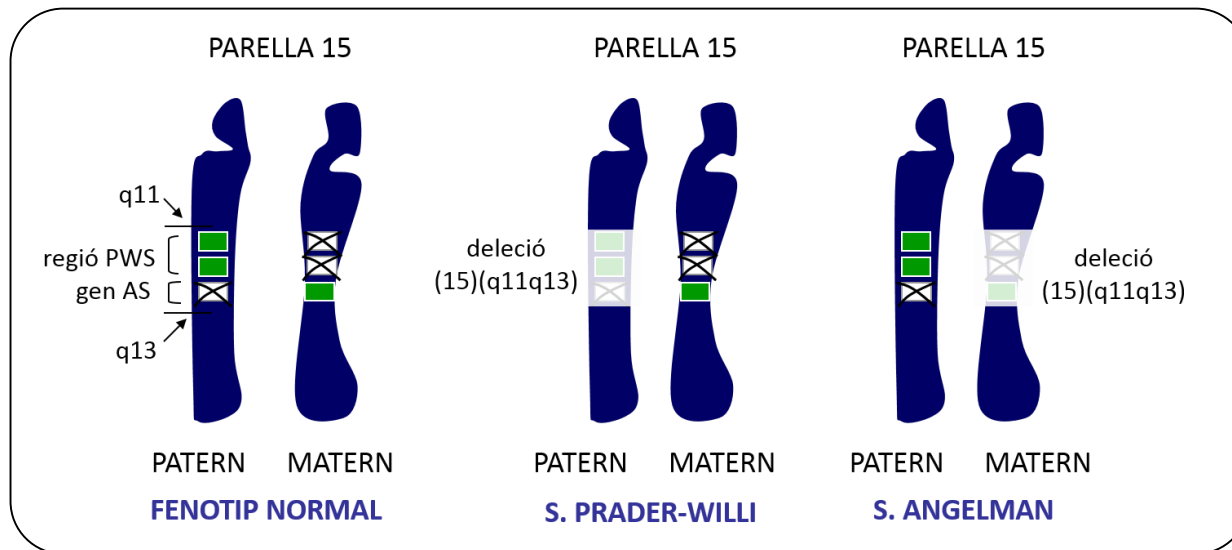 PARELLA 15
PARELLA 15
PARELLA 15
q11
regió PWS
gen AS
q13
deleció
(15)(q11q13)
deleció
(15)(q11q13)
PATERN
MATERN
PATERN
MATERN
PATERN
MATERN
FENOTIP NORMAL
S. PRADER-WILLI
S. ANGELMAN